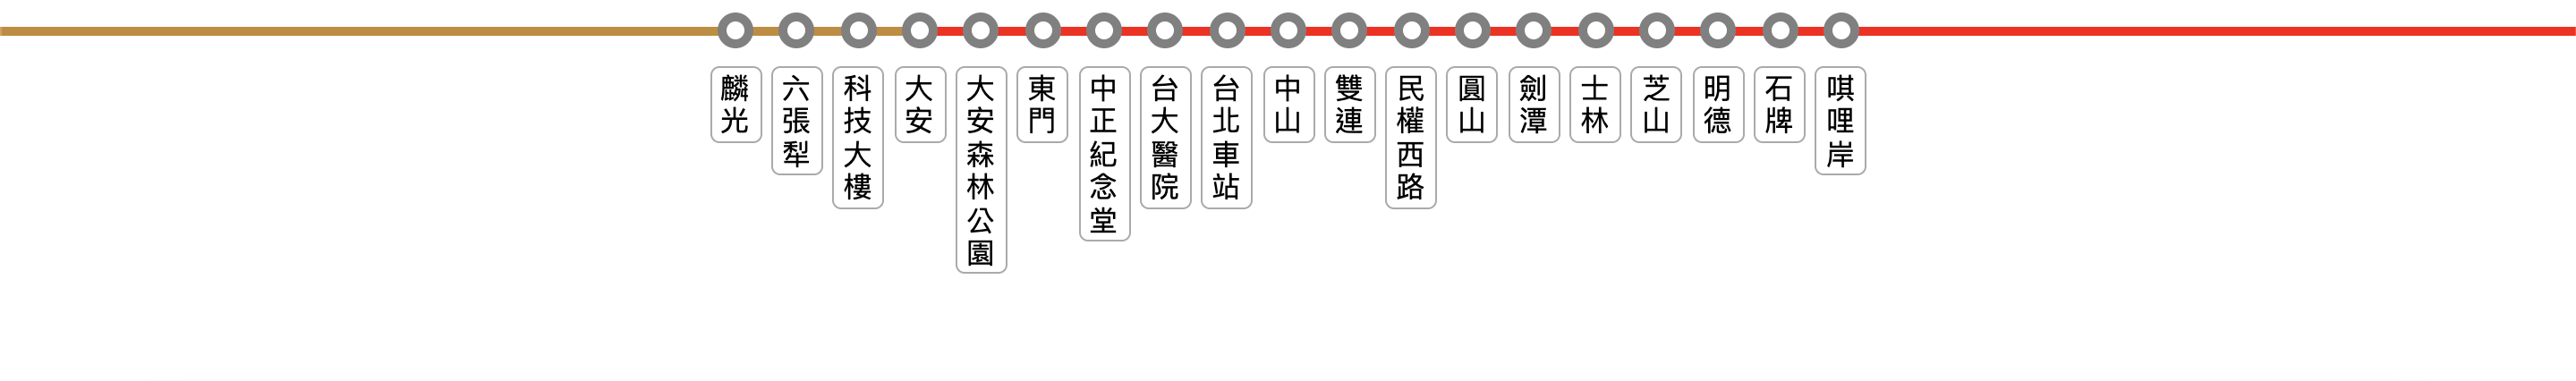 麟光
六張犁
科技大樓
大安
大安森林公園
東門
中正紀念堂
台大醫院
台北車站
中山
雙連
民權西路
圓山
劍潭
士林
芝山
明德
石牌
唭哩岸